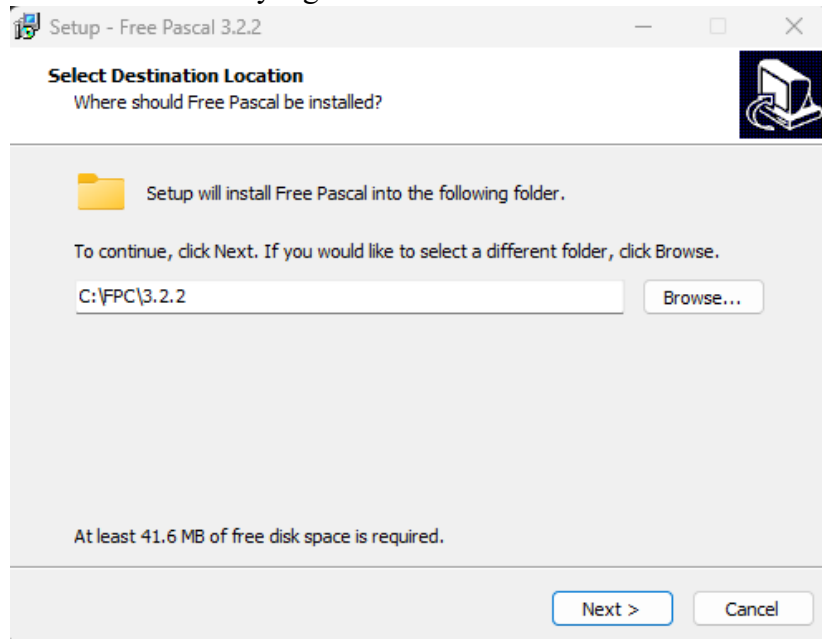 Setup - Free Pascal 3.2.2
Select Destination Location
Where should Free Pascal be installed?
Setup will install Free Pascal into the following folder.
To continue, click Next. If you would like to select a different folder, click Browse.
C:\FPC\3.2.2
Browse...
At least 41.6 MB of free disk space is required.
Next >
Cancel